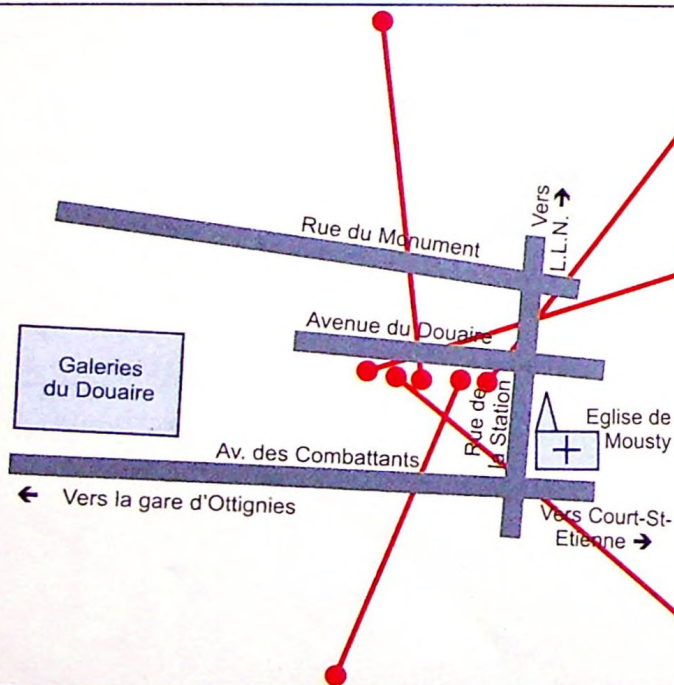 Vers
L.L.N. ➔
Rue du Monument
Avenue du Douaire
Galeries
du Douaire
Rue de
la Station
Eglise de
Mousty
Av. des Combattants
← Vers la gare d'Ottignies
Vers Court-St-
Etienne ➔